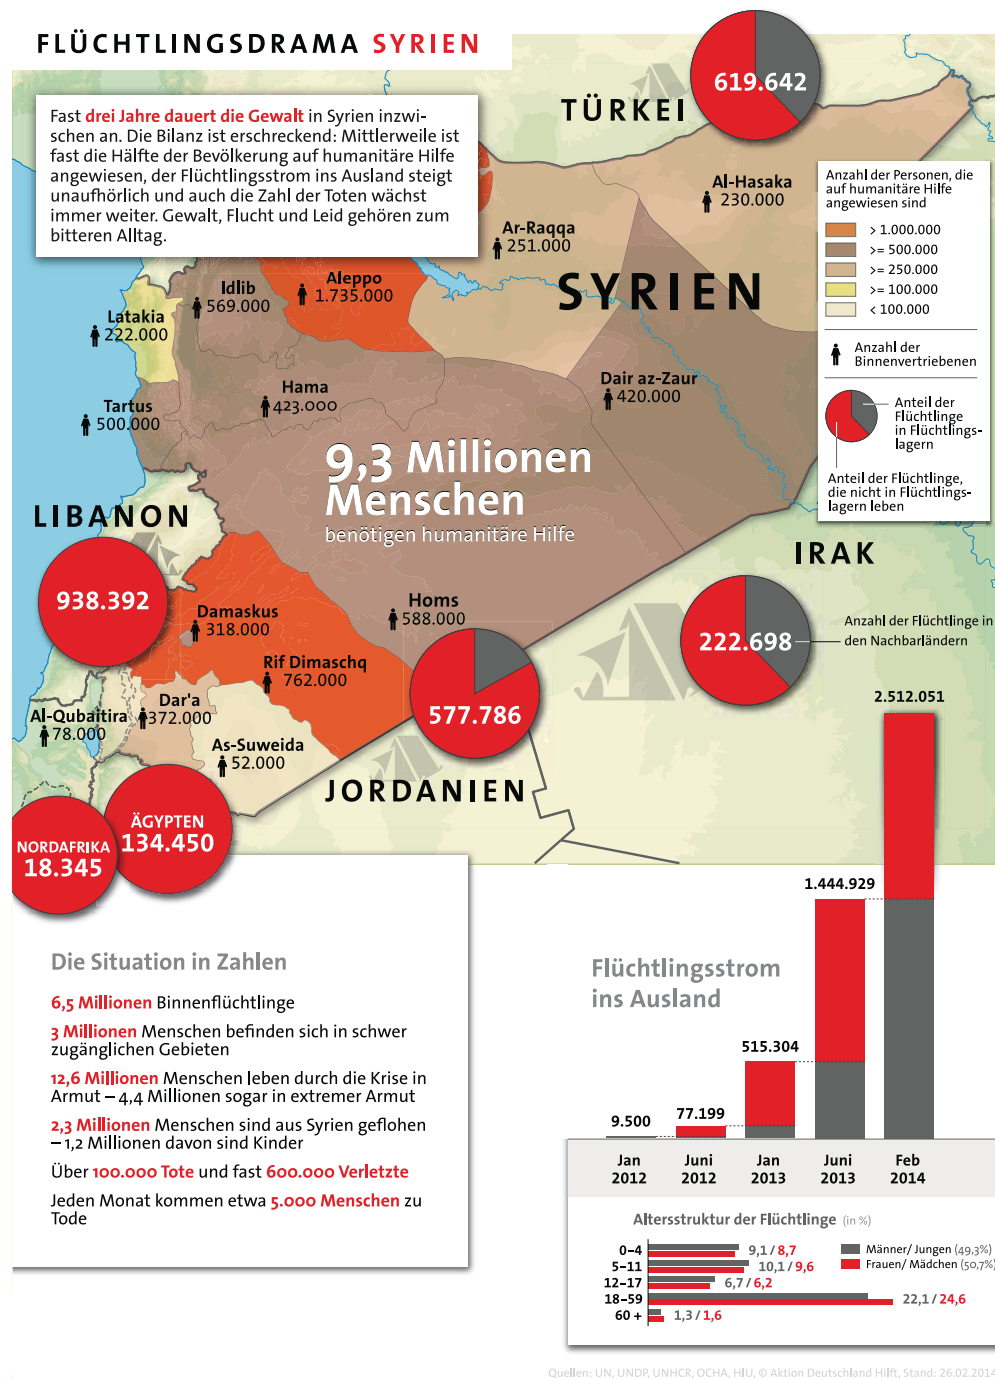 FLÜCHTLINGSDRAMA SYRIEN
Fast drei Jahre dauert die Gewalt in Syrien inzwi-
schen an. Die Bilanz ist erschreckend: Mittlerweile ist
fast die Hälfte der Bevölkerung auf humanitäre Hilfe
angewiesen, der Flüchtlingsstrom ins Ausland steigt
unaufhörlich und auch die Zahl der Toten wächst
immer weiter. Gewalt, Flucht und Leid gehören zum
bitteren Alltag.
TÜRKEI
619.642
Al-Hasaka
230.000
Ar-Raqqa
251.000
SYRIEN
Aleppo
1.735.000
Idlib
569.000
Latakia
222.000
Hama
423.000
Dair az-Zaur
420.000
Tartus
500.000
9,3 Millionen
Menschen
benötigen humanitäre Hilfe
Anzahl der Personen, die
auf humanitäre Hilfe
angewiesen sind
> 1.000.000
>= 500.000
>= 250.000
>= 100.000
< 100.000
Anzahl der
Binnenvertriebenen
Anteil der
Flüchtlinge
in Flüchtlings-
lagern
Anteil der Flüchtlinge,
die nicht in Flüchtlings-
lagern leben
LIBANON
938.392
IRAK
222.698
Anzahl der Flüchtlinge in
den Nachbarländern
Damaskus
318.000
Homs
588.000
Rif Dimaschq
762.000
577.786
Dar'a
372.000
Al-Qubaitira
78.000
As-Suweida
52.000
JORDANIEN
ÄGYPTEN
134.450
NORDAFRIKA
18.345
Die Situation in Zahlen
6,5 Millionen Binnenflüchtlinge
3 Millionen Menschen befinden sich in schwer
zugänglichen Gebieten
12,6 Millionen Menschen leben durch die Krise in
Armut – 4,4 Millionen sogar in extremer Armut
2,3 Millionen Menschen sind aus Syrien geflohen
– 1,2 Millionen davon sind Kinder
Über 100.000 Tote und fast 600.000 Verletzte
Jeden Monat kommen etwa 5.000 Menschen zu
Tode
Flüchtlingsstrom
ins Ausland
9.500
77.199
515.304
1.444.929
2.512.051
Jan
2012
Juni
2012
Jan
2013
Juni
2013
Feb
2014
Altersstruktur der Flüchtlinge (in %)
0–4 9,1 / 8,7
5–11 10,1 / 9,6
12–17 6,7 / 6,2
18–59 22,1 / 24,6
60 + 1,3 / 1,6
Männer/ Jungen (49,3%)
Frauen/ Mädchen (50,7%)
Quellen: UN, UNDP, UNHCR, OCHA, HIU, © Aktion Deutschland Hilft, Stand: 26.02.2014